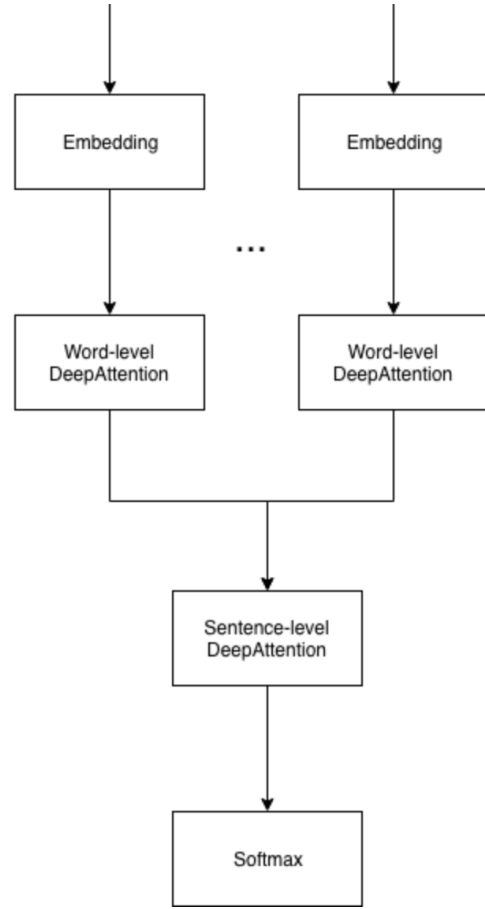 Embedding
Embedding
...
Word-level
DeepAttention
Word-level
DeepAttention
Sentence-level
DeepAttention
Softmax